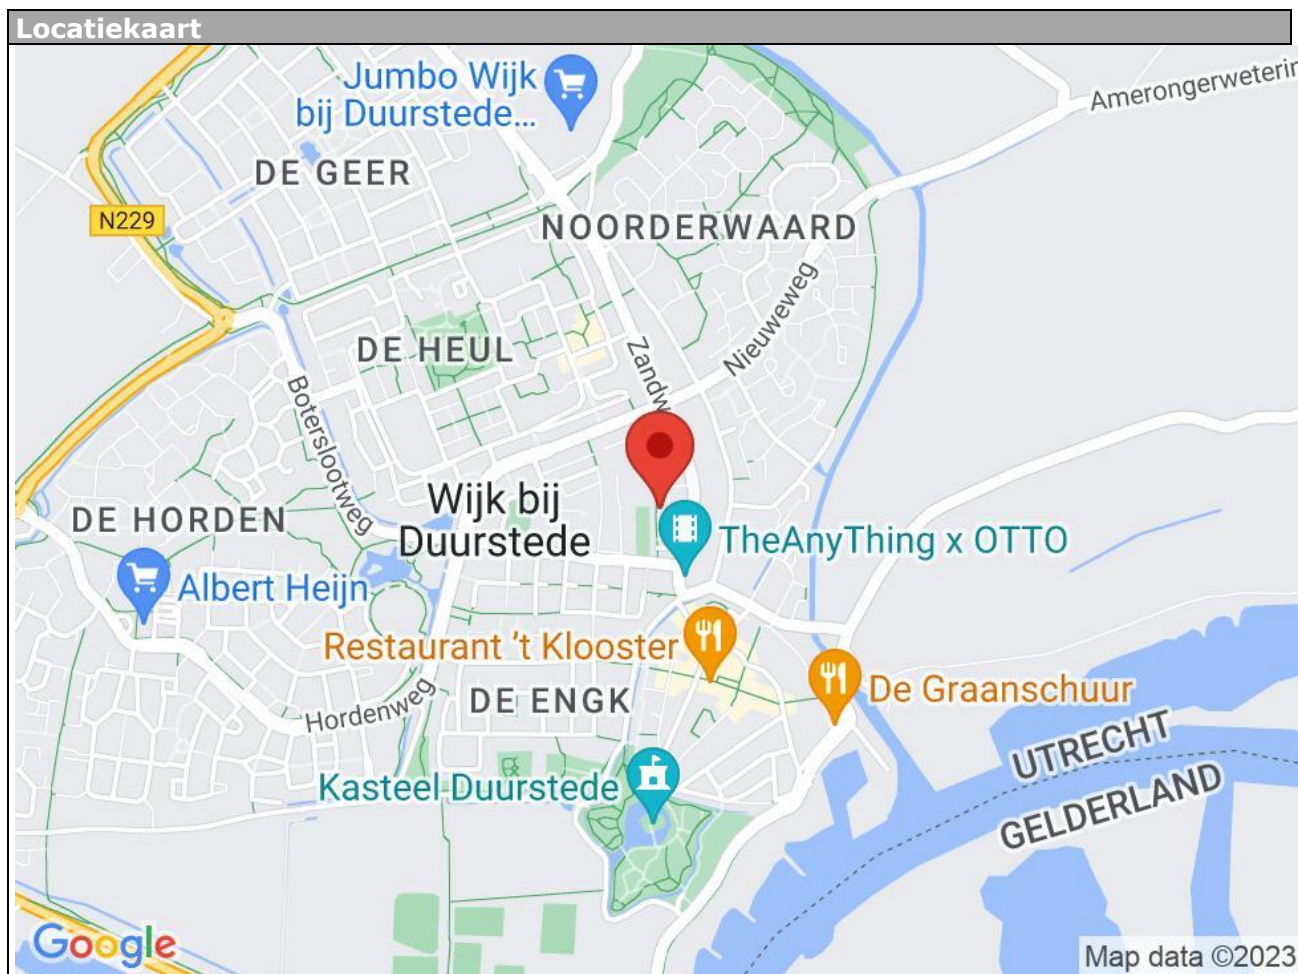 Locatiekaart
Jumbo Wijk
bij Duurstede...
Amerongerweterin
DE GEER
N229
NOORDERWAARD
Nieuweweg
DE HEUL
Zandw
Boterslootweg
Wijk bij
Duurstede
DE HORDEN
TheAnyThing x OTTO
Albert Heijn
Restaurant 't Klooster
De Graanschuur
DE ENGK
Hordenweg
UTRECHT
GELDERLAND
Kasteel Duurstede
Google
Map data ©2023